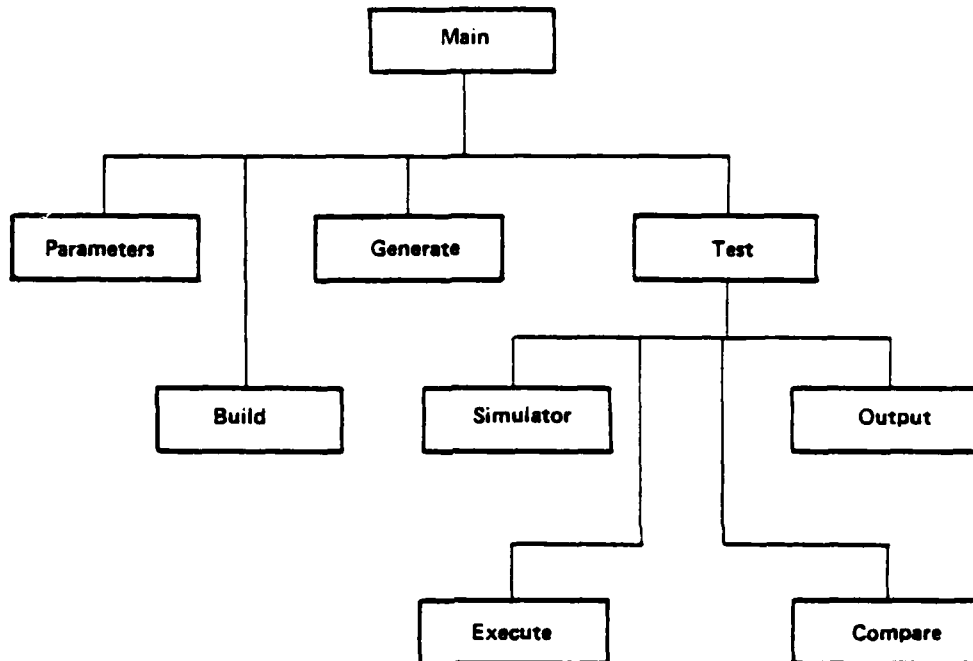 Main
Parameters
Generate
Test
Build
Simulator
Output
Execute
Compare